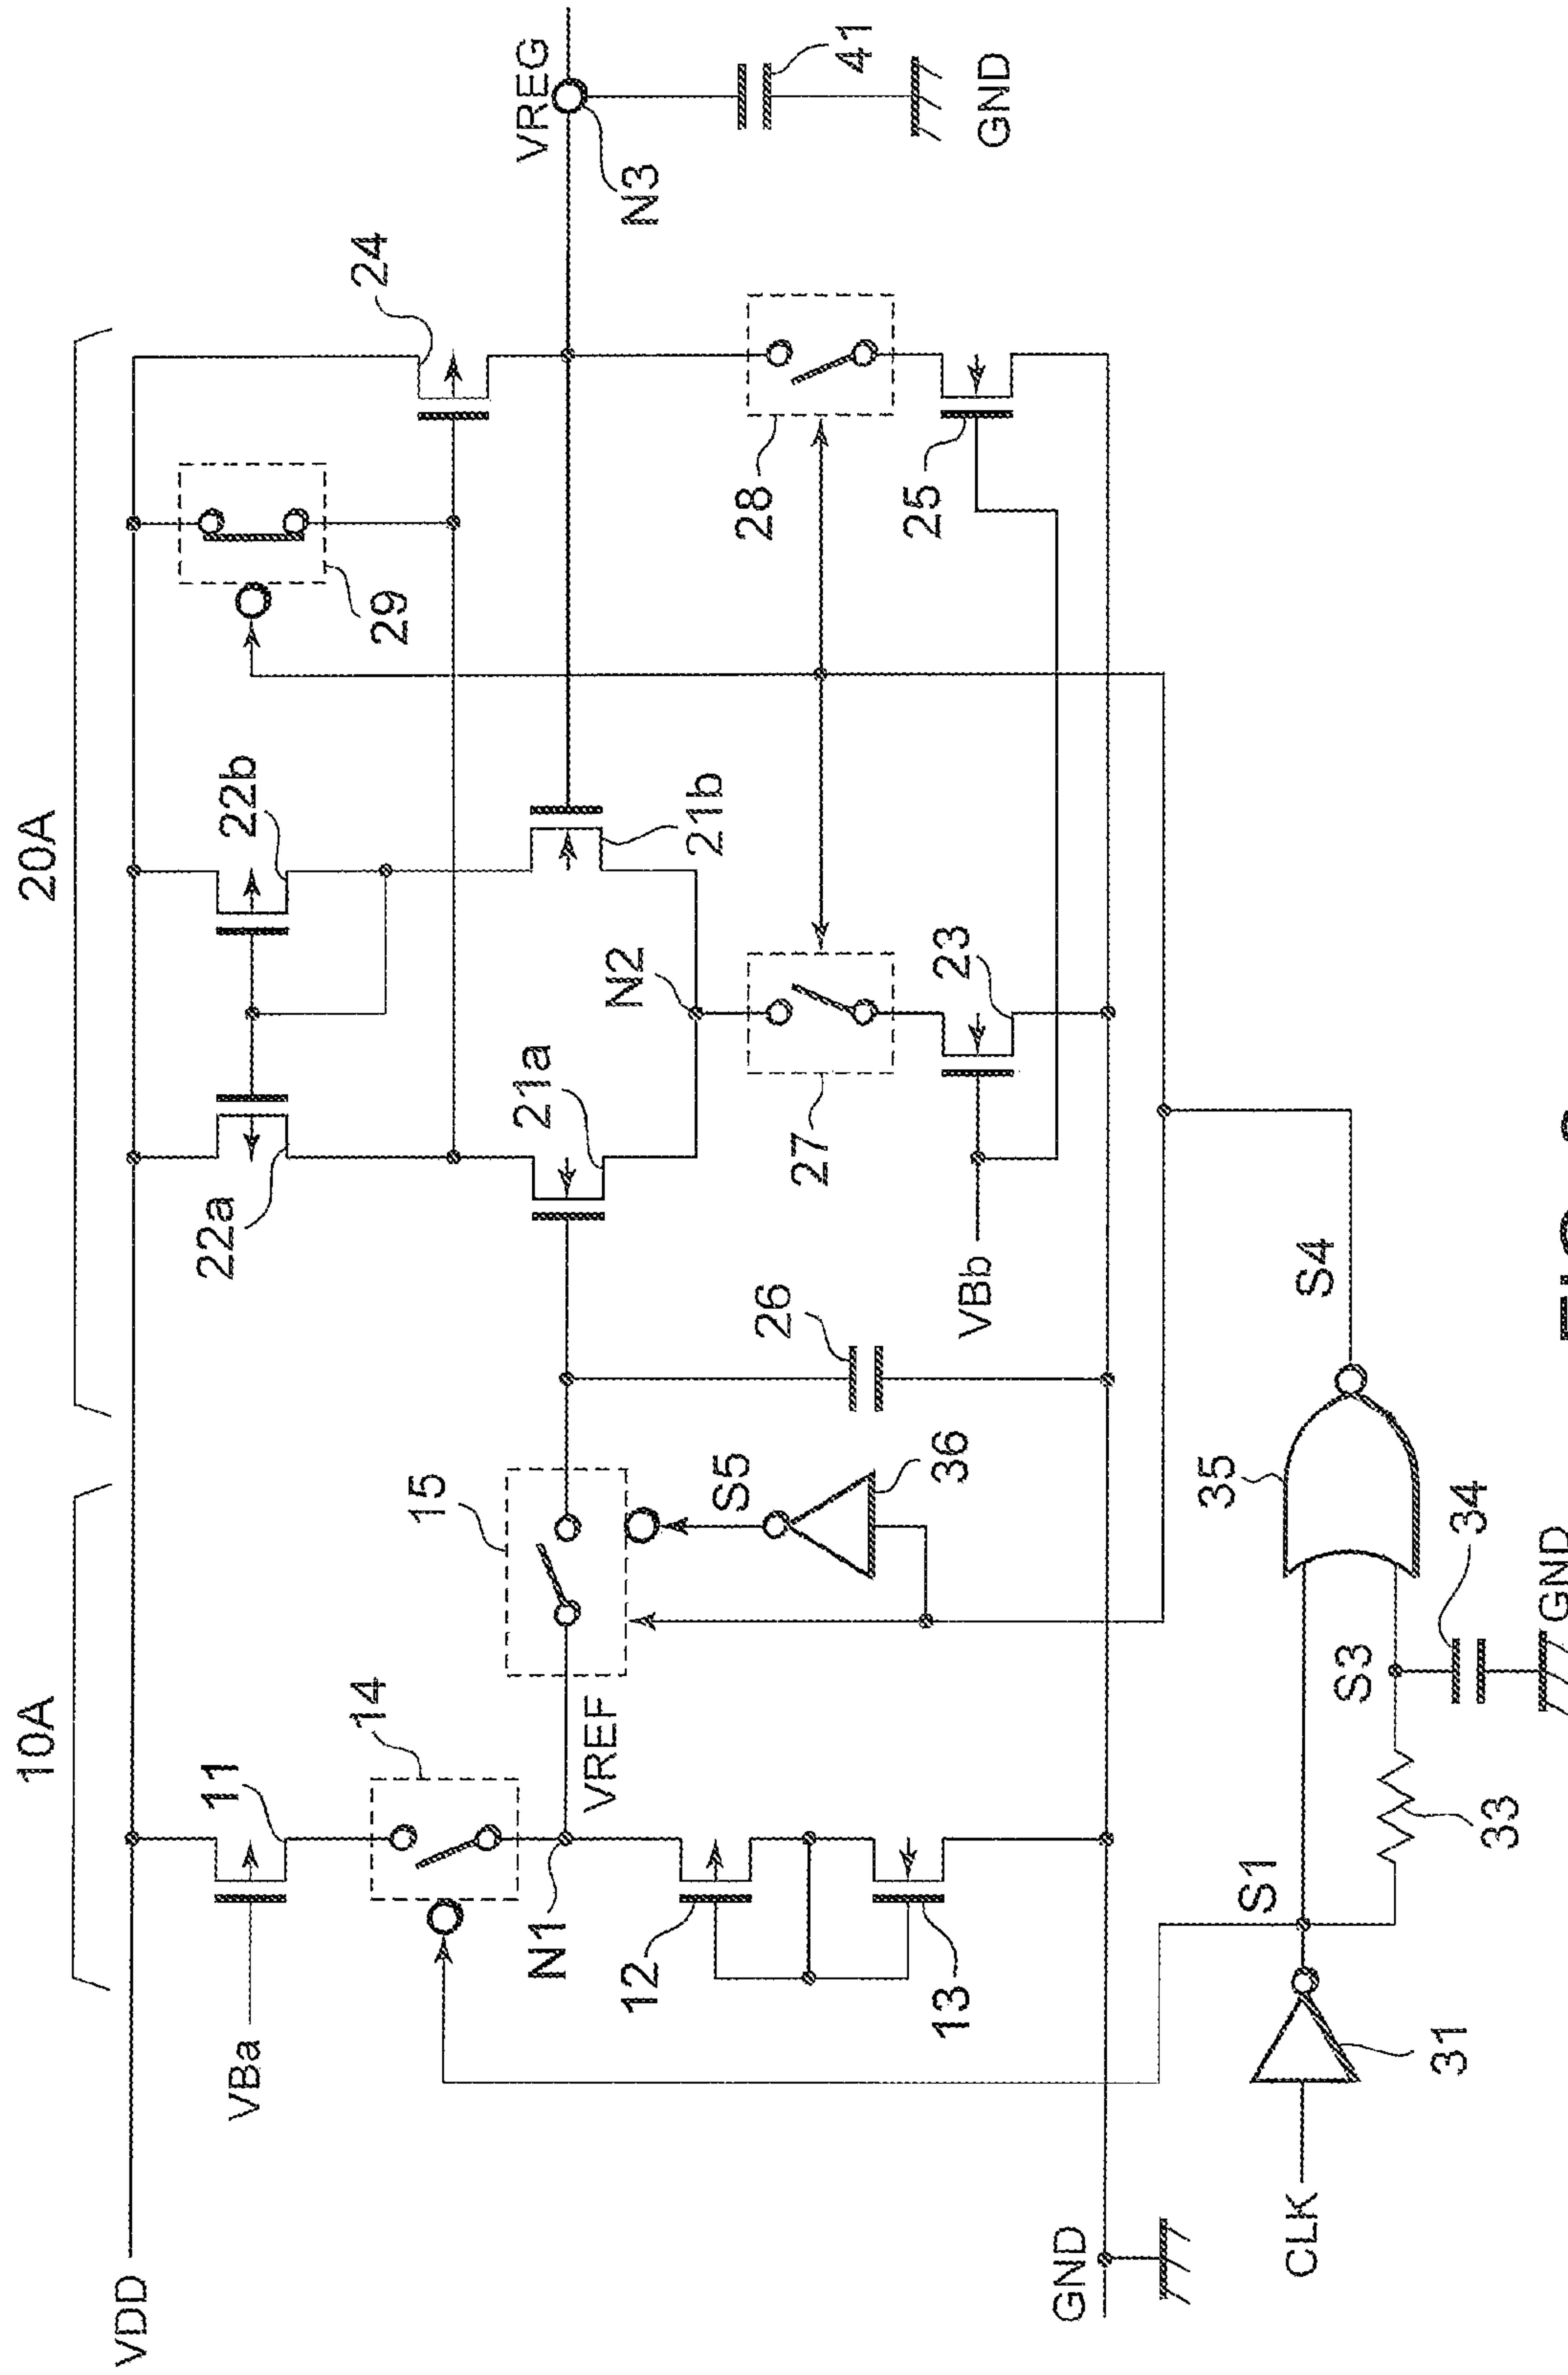 10A
20A
VDD
VBa
11
14
N1
VREF
12
13
15
S5
36
26
22a
22b
21a
21b
N2
27
23
VBb
29
28
24
25
VREG
N3
41
GND
GND
CLK
31
S1
33
S3
34
GND
35
S4